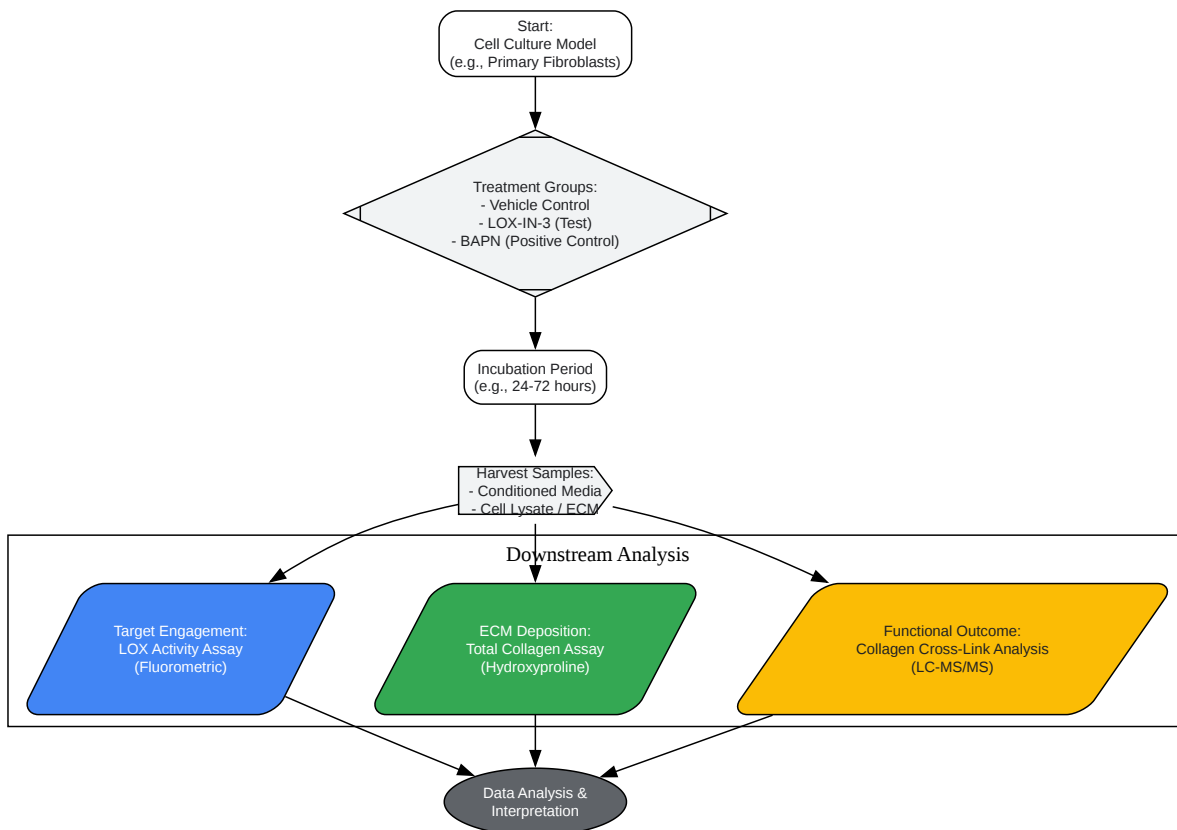 Start:
Cell Culture Model
(e.g., Primary Fibroblasts)
Treatment Groups:
- Vehicle Control
- LOX-IN-3 (Test)
- BAPN (Positive Control)
Incubation Period
(e.g., 24-72 hours)
Harvest Samples:
- Conditioned Media
- Cell Lysate / ECM
Downstream Analysis
Target Engagement:
LOX Activity Assay
(Fluorometric)
ECM Deposition:
Total Collagen Assay
(Hydroxyproline)
Functional Outcome:
Collagen Cross-Link Analysis
(LC-MS/MS)
Data Analysis &
Interpretation